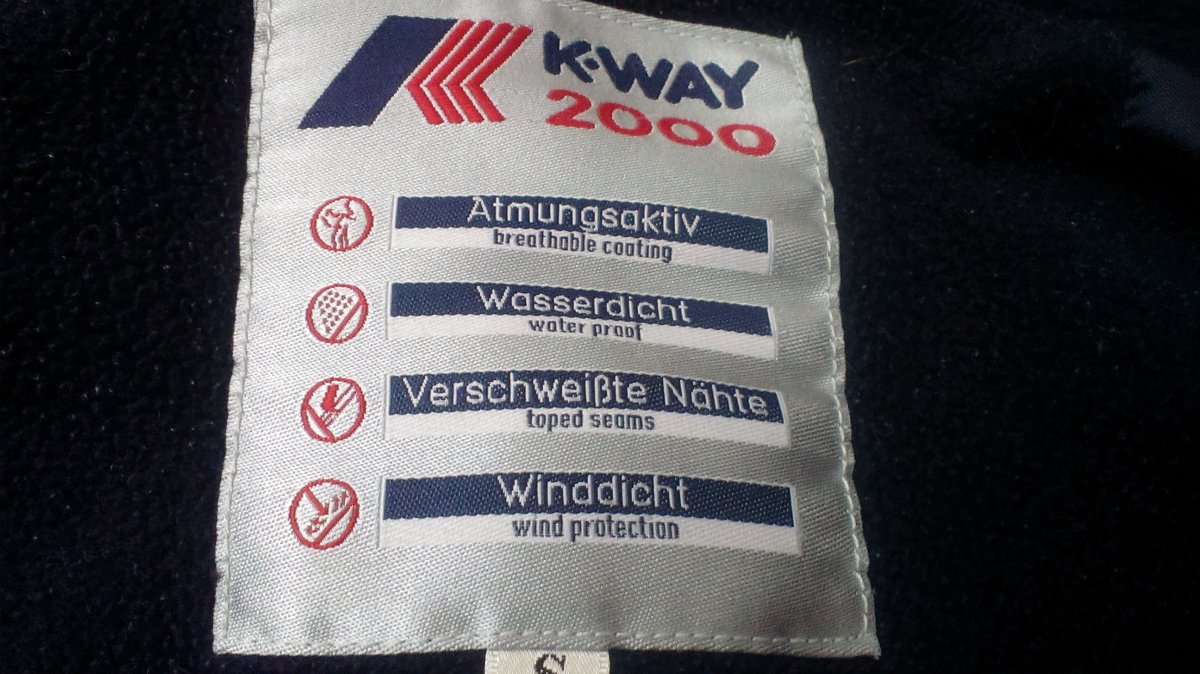 K·WAY
2000
Atmungsaktiv
breathable coating
Wasserdicht
water proof
Verschweißte Nähte
toped seams
Winddicht
wind protection